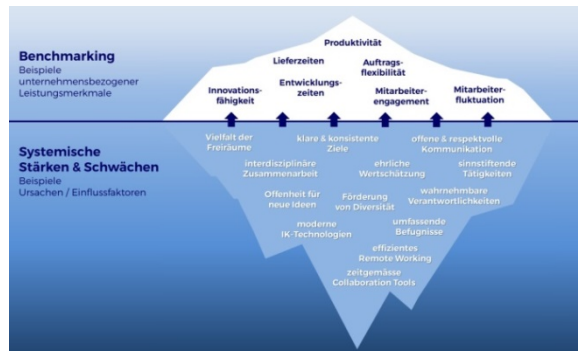 Benchmarking
Beispiele
unternehmensbezogener
Leistungsmerkmale
Produktivität
Lieferzeiten
Auftrags-
flexibilität
Entwicklungs-
zeiten
Innovations-
fähigkeit
Mitarbeiter-
engagement
Mitarbeiter-
fluktuation
Systemische
Stärken & Schwächen
Beispiele
Ursachen / Einflussfaktoren
Vielfalt der
Freiräume
klare & konsistente
Ziele
offene & respektvolle
Kommunikation
interdisziplinäre
Zusammenarbeit
ehrliche
Wertschätzung
sinnstiftende
Tätigkeiten
Offenheit für
neue Ideen
Förderung
von Diversität
wahrnehmbare
Verantwortlichkeiten
moderne
IK-Technologien
umfassende
Befugnisse
effizientes
Remote Working
zeitgemässe
Collaboration Tools